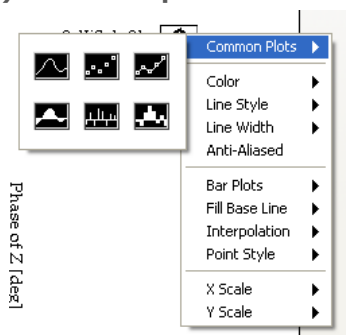 Common Plots
Color
Line Style
Line Width
Anti-Aliased
Bar Plots
Fill Base Line
Interpolation
Point Style
X Scale
Y Scale
Phase of Z [deg]